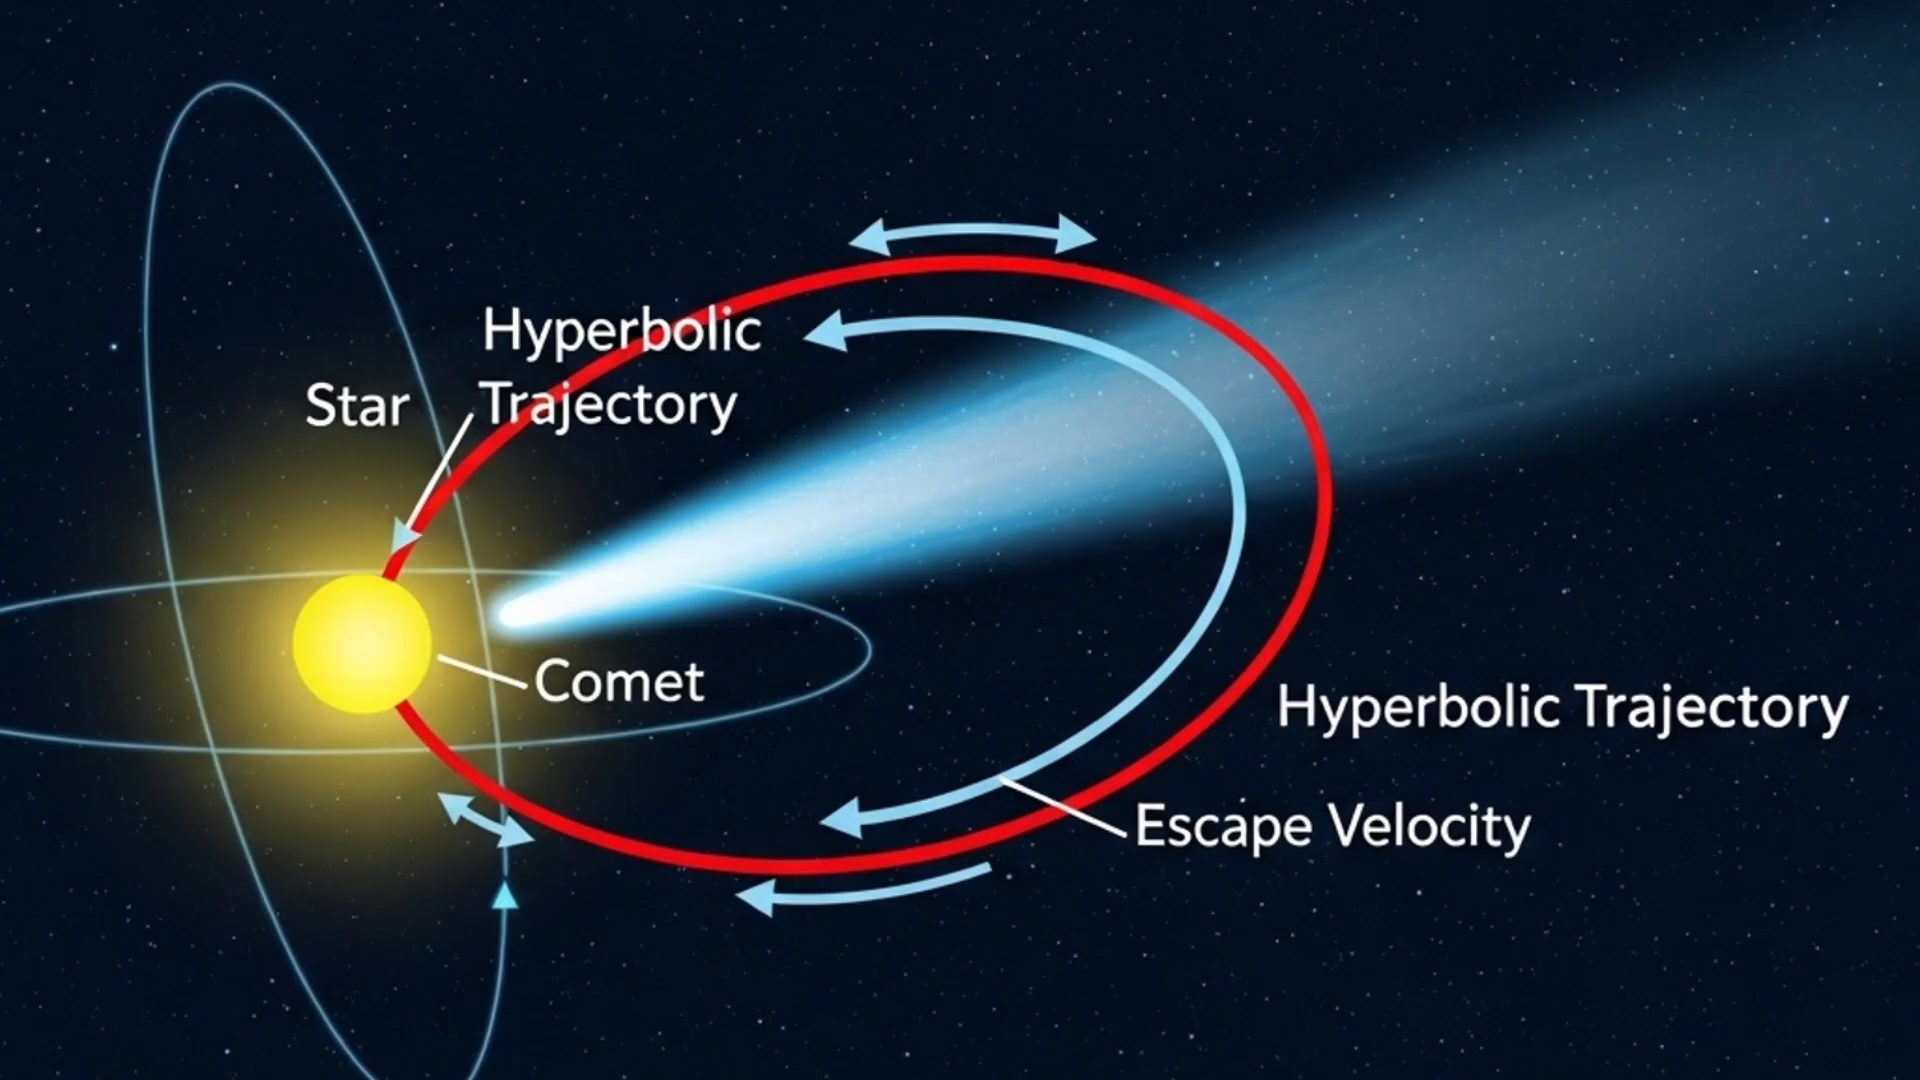 Hyperbolic
Trajectory
Star
Comet
Hyperbolic Trajectory
Escape Velocity